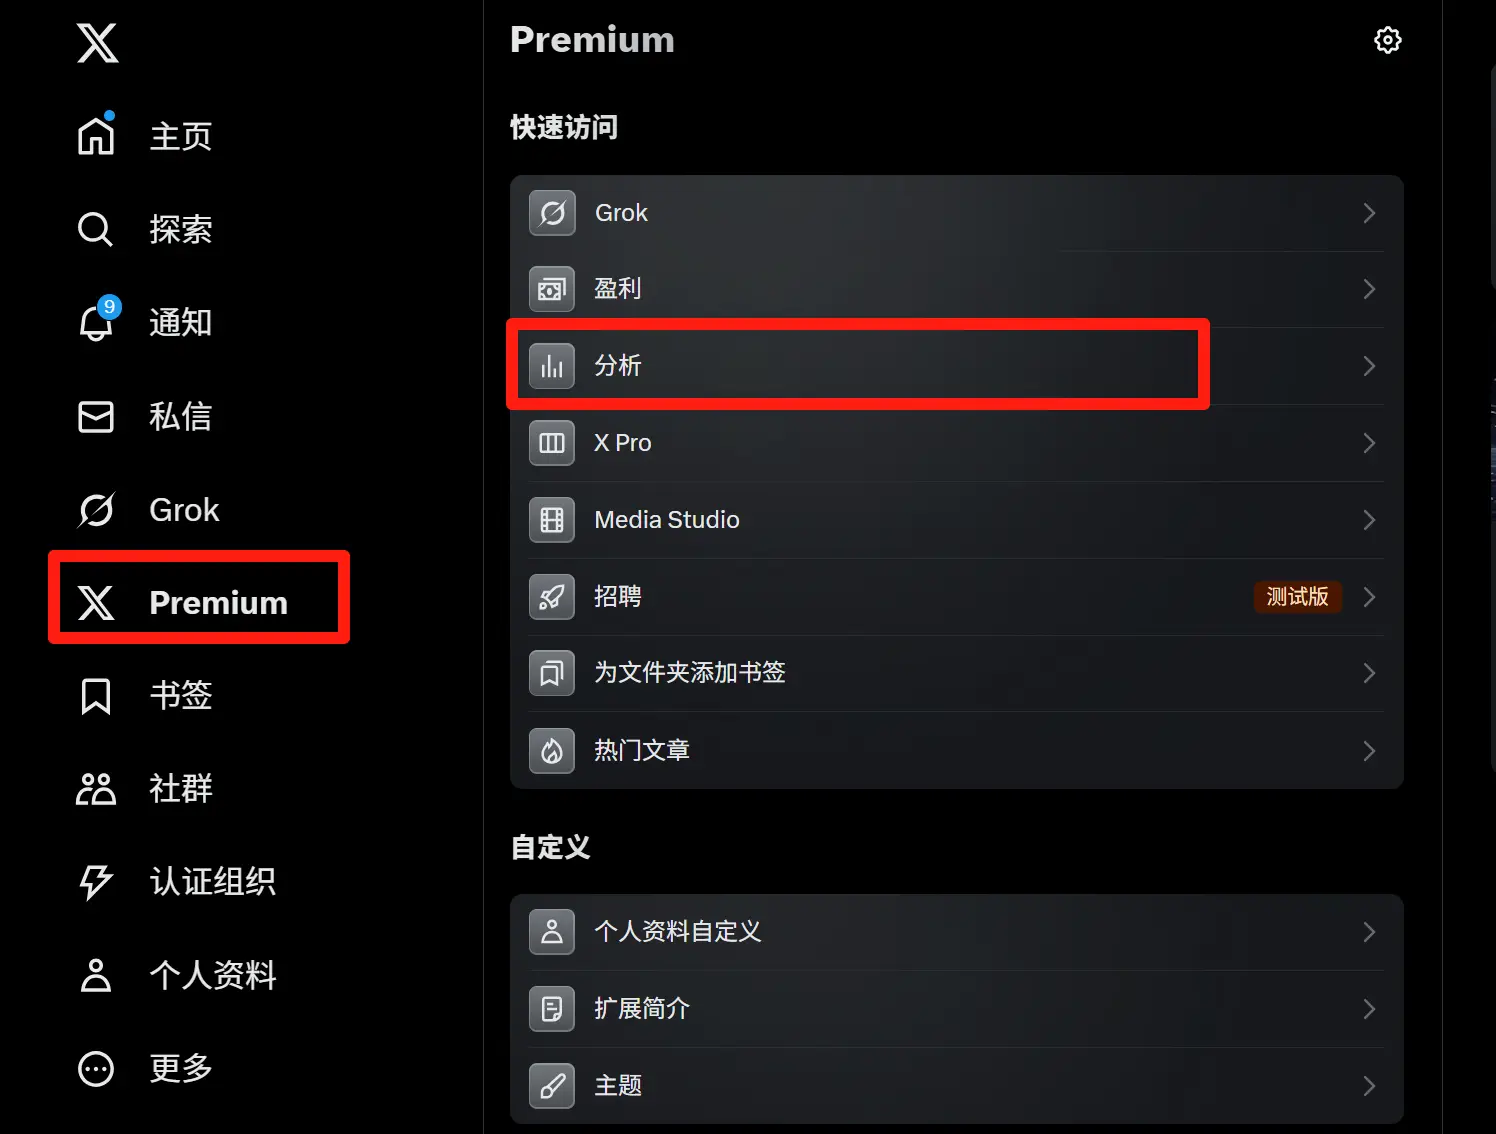 主页
探索
9
通知
私信
Grok
Premium
书签
社群
认证组织
个人资料
更多
Premium
快速访问
Grok
盈利
分析
X Pro
Media Studio
招聘
测试版
为文件夹添加书签
热门文章
自定义
个人资料自定义
扩展简介
主题